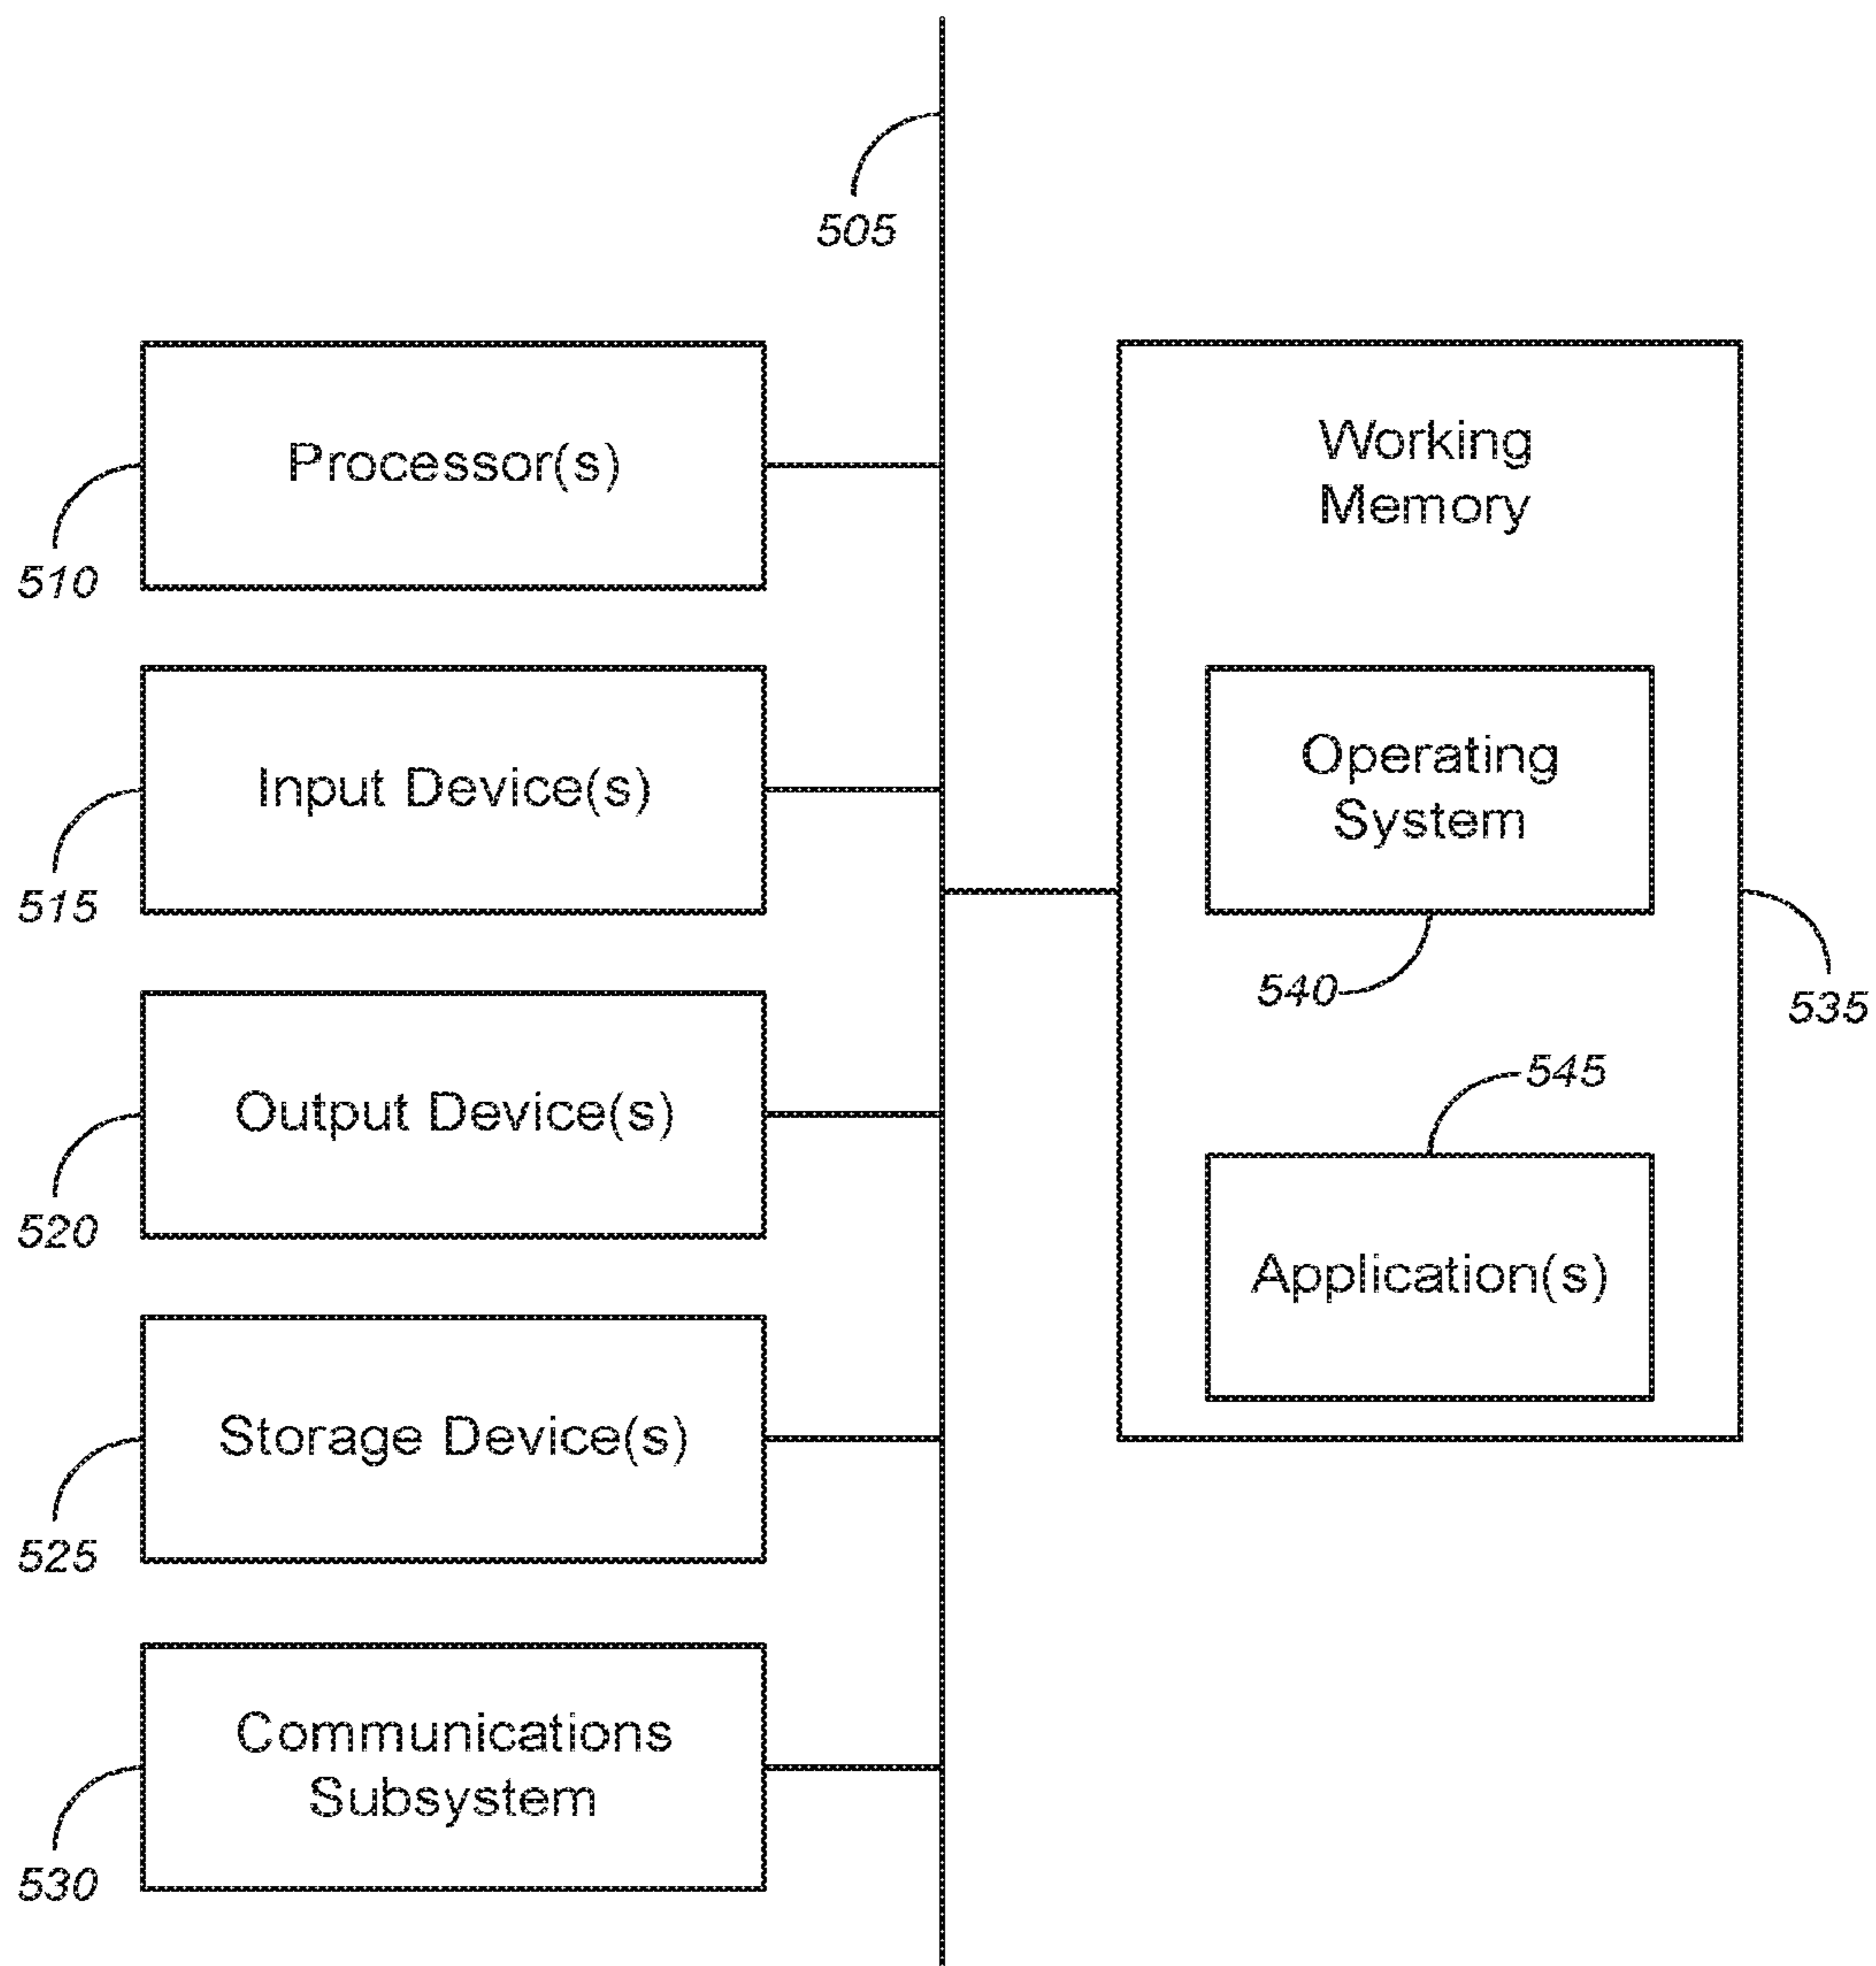 505
Processor(s)
510
Input Device(s)
515
Output Device(s)
520
Storage Device(s)
525
Communications
Subsystem
530
Working
Memory
Operating
System
540
535
545
Application(s)